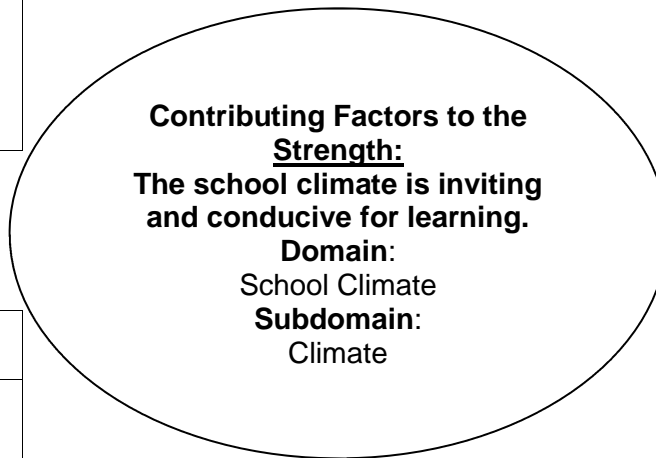 Contributing Factors to the
Strength:
The school climate is inviting
and conducive for learning.
Domain:
School Climate
Subdomain:
Climate